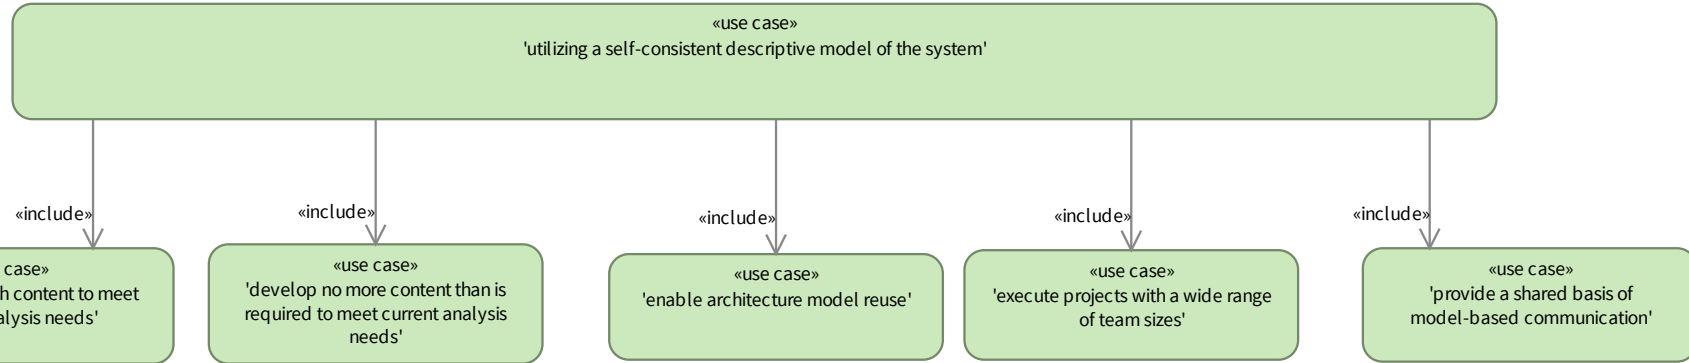 «use case»
'utilizing a self-consistent descriptive model of the system'
«include»
«include»
«include»
«include»
«include»
case»
content to meet
needs'
«use case»
'develop no more content than is
required to meet current analysis
needs'
«use case»
'enable architecture model reuse'
«use case»
'execute projects with a wide range
of team sizes'
«use case»
'provide a shared basis of
model-based communication'